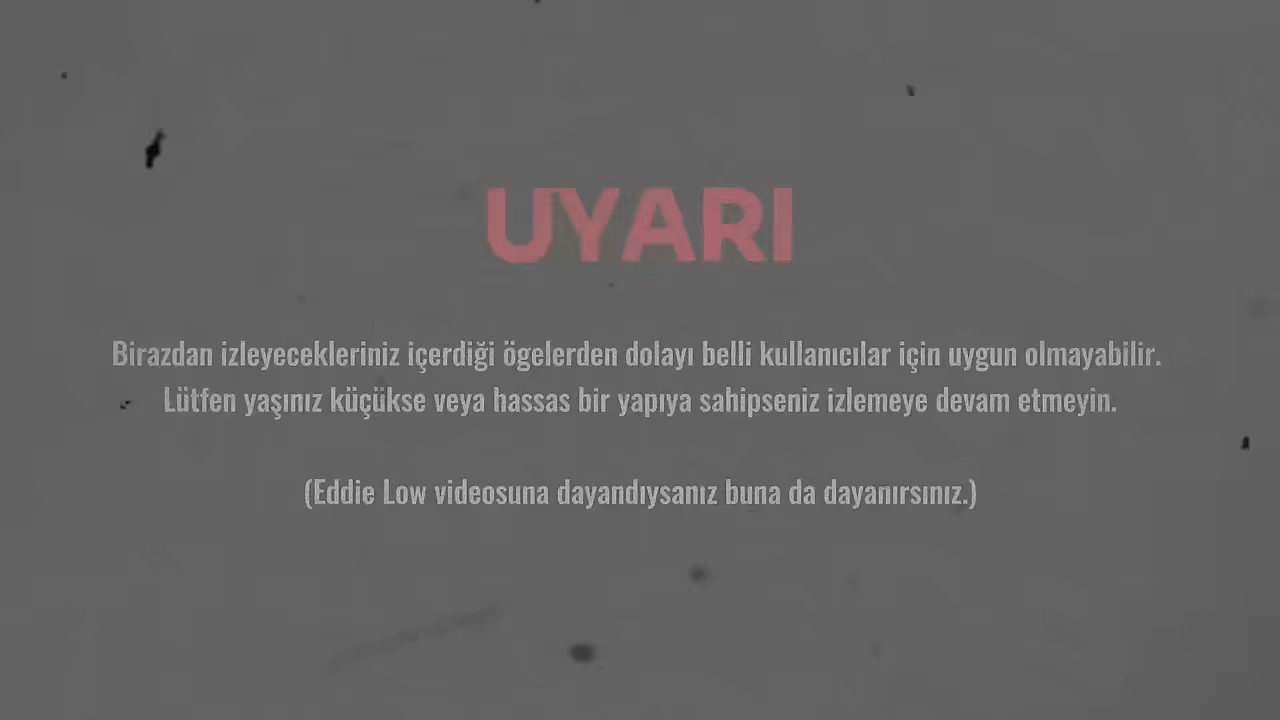 UYARI
Birazdan izleyecekleriniz içerdiği ögelerden dolayı belli kullanıcılar için uygun olmayabilir.
Lütfen yaşınız küçükse veya hassas bir yapıya sahipseniz izlemeye devam etmeyin.
(Eddie Low videosuna dayandıysanız buna da dayanırsınız.)